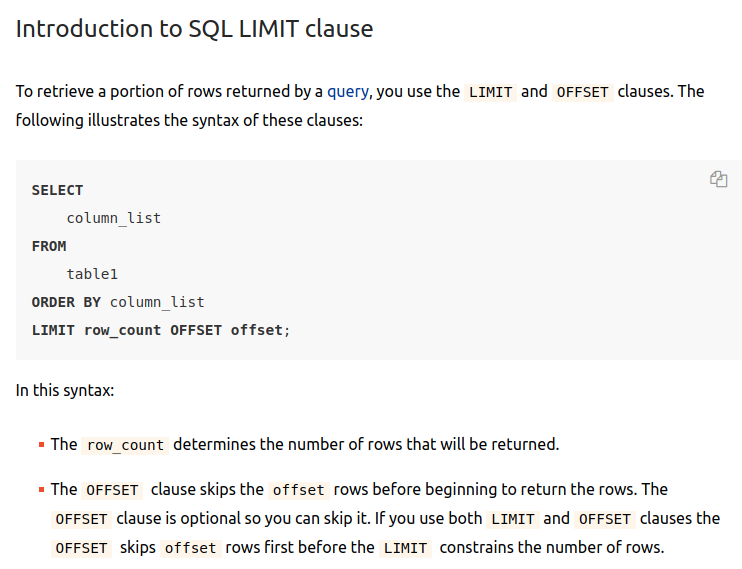 Introduction to SQL LIMIT clause
To retrieve a portion of rows returned by a query, you use the LIMIT and OFFSET clauses. The
following illustrates the syntax of these clauses:
SELECT
    column_list
FROM
    table1
ORDER BY column_list
LIMIT row_count OFFSET offset;
In this syntax:
The row_count determines the number of rows that will be returned.
The OFFSET clause skips the offset rows before beginning to return the rows. The
OFFSET clause is optional so you can skip it. If you use both LIMIT and OFFSET clauses the
OFFSET skips offset rows first before the LIMIT constrains the number of rows.